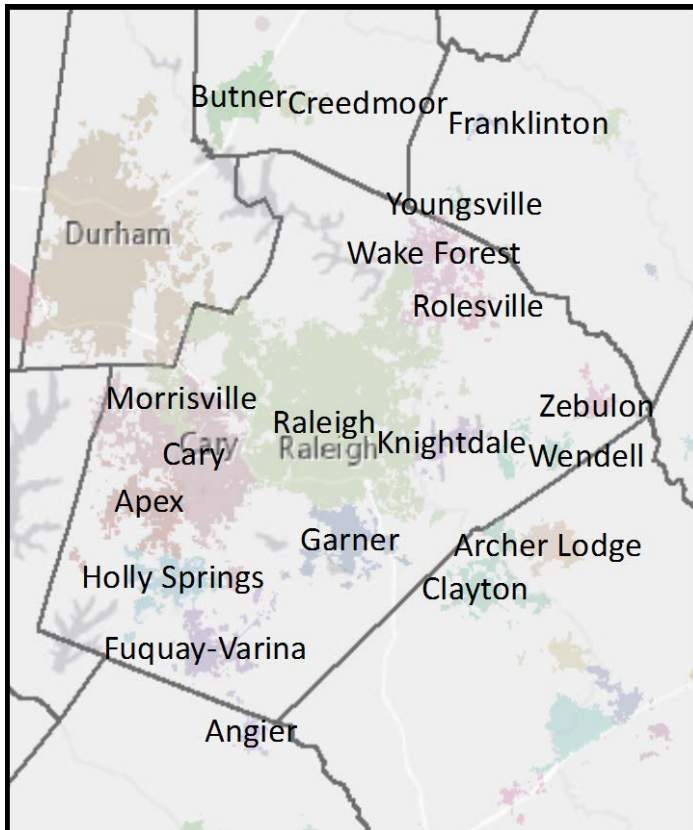 Butner
Creedmoor
Franklinton
Youngsville
Durham
Wake Forest
Rolesville
Morrisville
Zebulon
Raleigh
Cary
Knightdale
Raleigh
Cary
Wendell
Apex
Garner
Archer Lodge
Holly Springs
Clayton
Fuquay-Varina
Angier